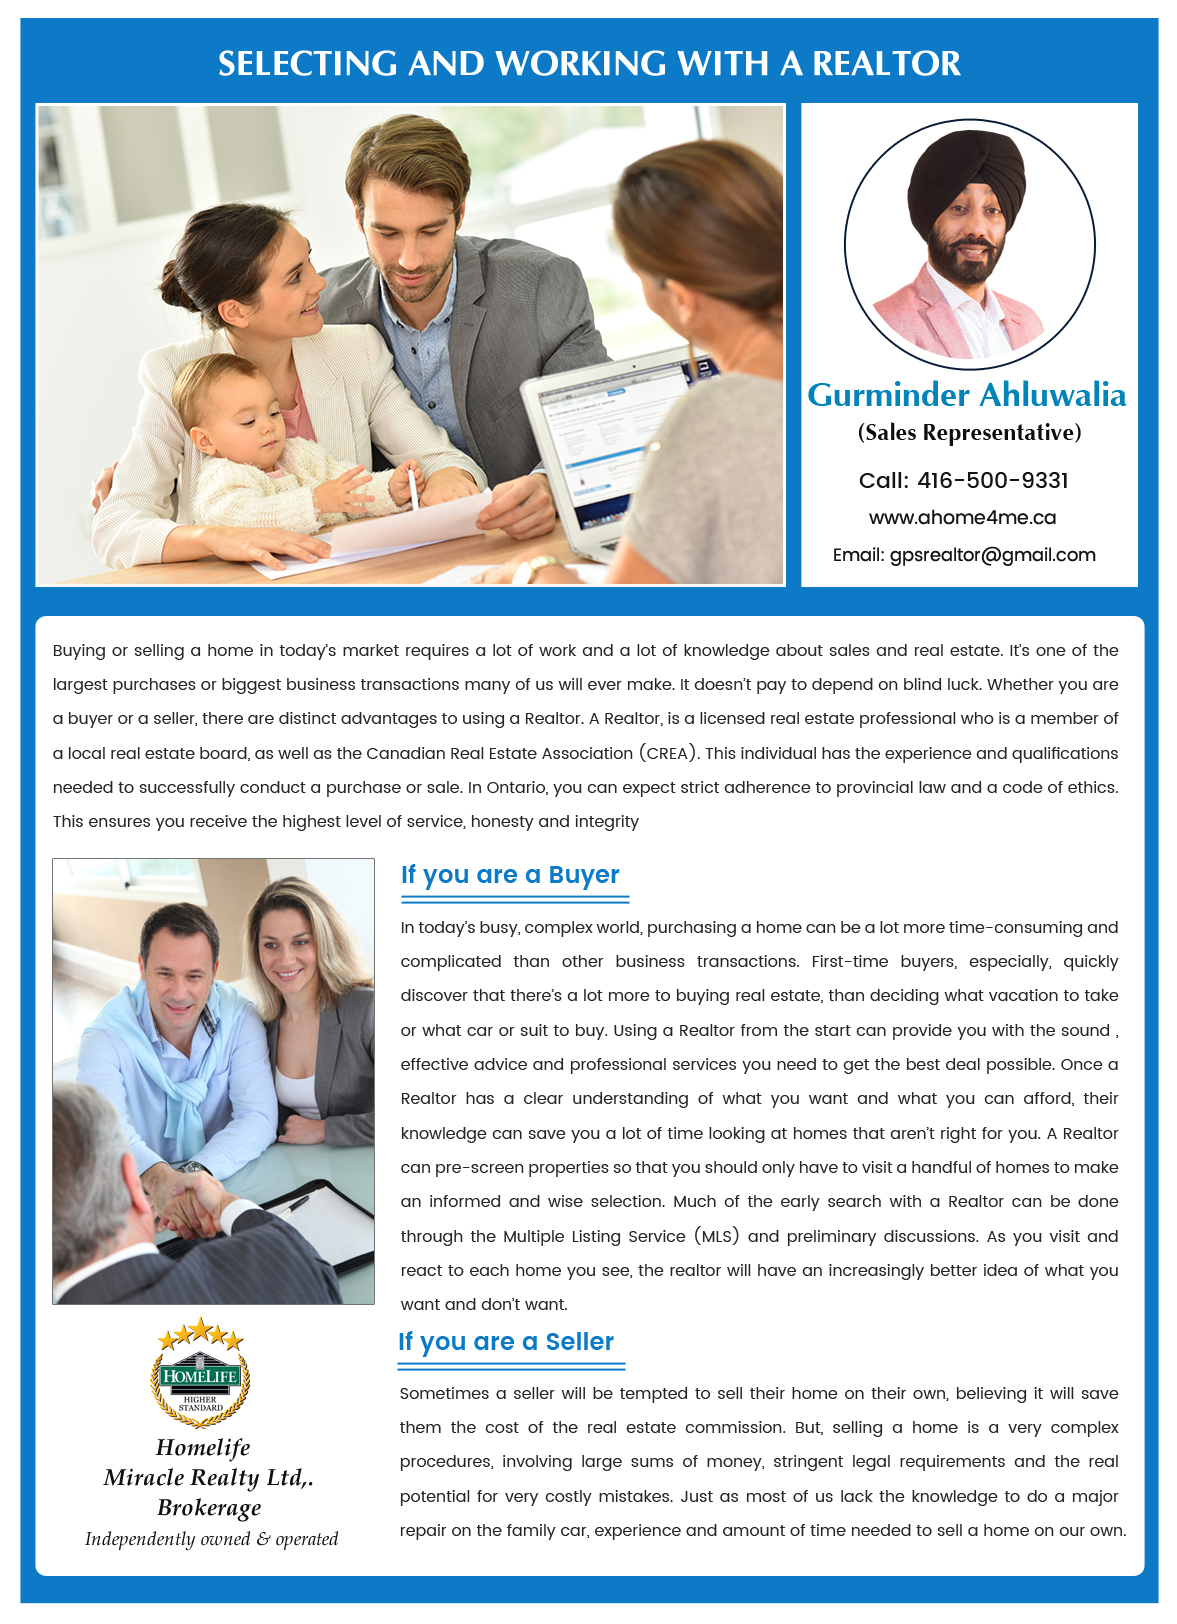 SELECTING AND WORKING WITH A REALTOR
Gurminder Ahluwalia
(Sales Representative)
Call: 416-500-9331
www.ahome4me.ca
Email: gpsrealtor@gmail.com
Buying or selling a home in today's market requires a lot of work and a lot of knowledge about sales and real estate. It's one of the
largest purchases or biggest business transactions many of us will ever make. It doesn't pay to depend on blind luck. Whether you are
a buyer or a seller, there are distinct advantages to using a Realtor. A Realtor, is a licensed real estate professional who is a member of
a local real estate board, as well as the Canadian Real Estate Association (CREA). This individual has the experience and qualifications
needed to successfully conduct a purchase or sale. In Ontario, you can expect strict adherence to provincial law and a code of ethics.
This ensures you receive the highest level of service, honesty and integrity
If you are a Buyer
In today's busy, complex world, purchasing a home can be a lot more time-consuming and
complicated than other business transactions. First-time buyers, especially, quickly
discover that there's a lot more to buying real estate, than deciding what vacation to take
or what car or suit to buy. Using a Realtor from the start can provide you with the sound ,
effective advice and professional services you need to get the best deal possible. Once a
Realtor has a clear understanding of what you want and what you can afford, their
knowledge can save you a lot of time looking at homes that aren't right for you. A Realtor
can pre-screen properties so that you should only have to visit a handful of homes to make
an informed and wise selection. Much of the early search with a Realtor can be done
through the Multiple Listing Service (MLS) and preliminary discussions. As you visit and
react to each home you see, the realtor will have an increasingly better idea of what you
want and don't want.
If you are a Seller
Sometimes a seller will be tempted to sell their home on their own, believing it will save
them the cost of the real estate commission. But, selling a home is a very complex
procedures, involving large sums of money, stringent legal requirements and the real
potential for very costly mistakes. Just as most of us lack the knowledge to do a major
repair on the family car, experience and amount of time needed to sell a home on our own.
HOMELIFE
HIGHER
STANDARD
Homelife
Miracle Realty Ltd,.
Brokerage
Independently owned & operated